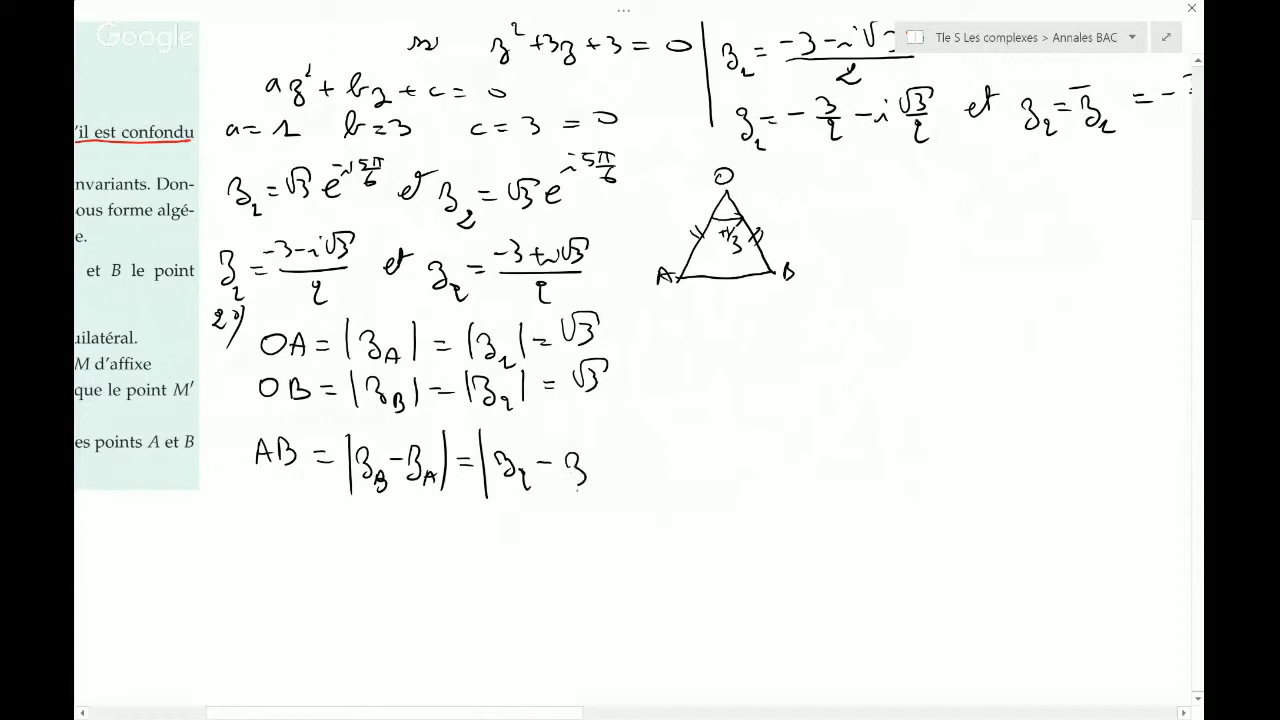 Google
Tle S Les complexes > Annales BAC
'il est confondu
nvariants. Don-
ous forme algé-
e.
et B le point
uilatéral.
M d'affixe
que le point M'
es points A et B
z² + 3z + 3 = 0
az² + bz + c = 0
a = 1 b = 3 c = 3 = 0
z₁ = √3 e^(-i5π/6) et z₂ = √3 e^(i5π/6)
z₁ = (-3-i√3)/2 et z₂ = (-3+i√3)/2
2°)
OA = |z_A| = |z₁| = √3
OB = |z_B| = |z₂| = √3
AB = |z_B - z_A| = |z₂ - z
z₁ = (-3-i√3)/2
z₁ = -3/2 - i√3/2 et z₂ = z̄₁ = -
O
π/3
A B